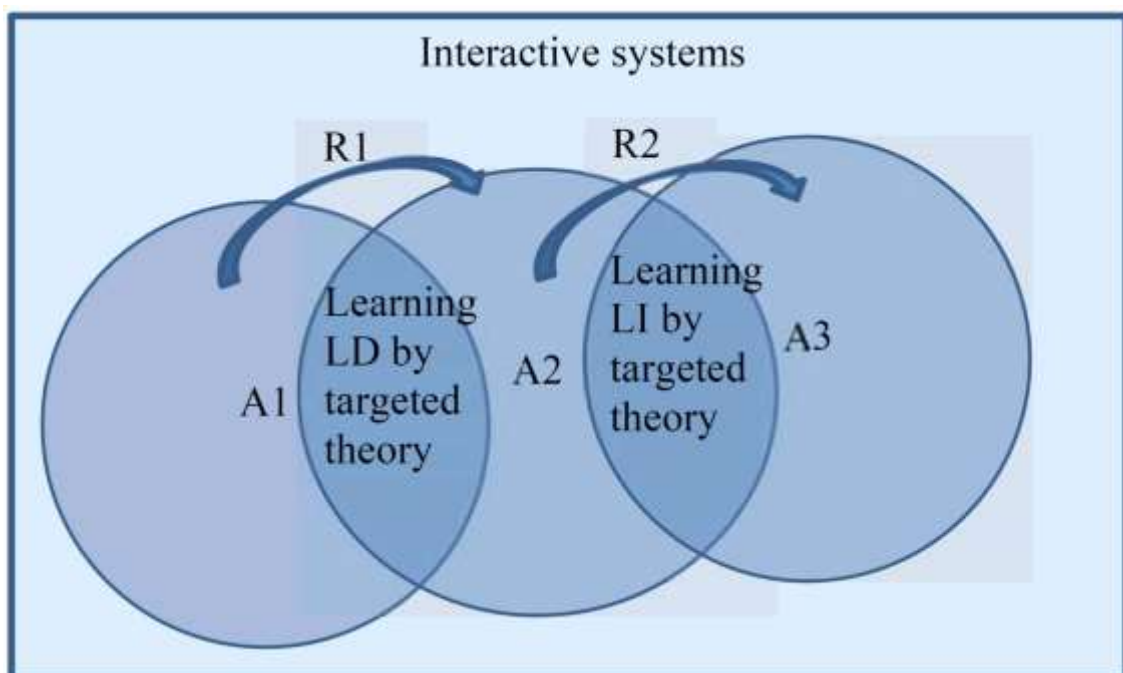 Interactive systems
R1
R2
Learning
LD by
targeted
theory
Learning
LI by
targeted
theory
A1
A2
A3